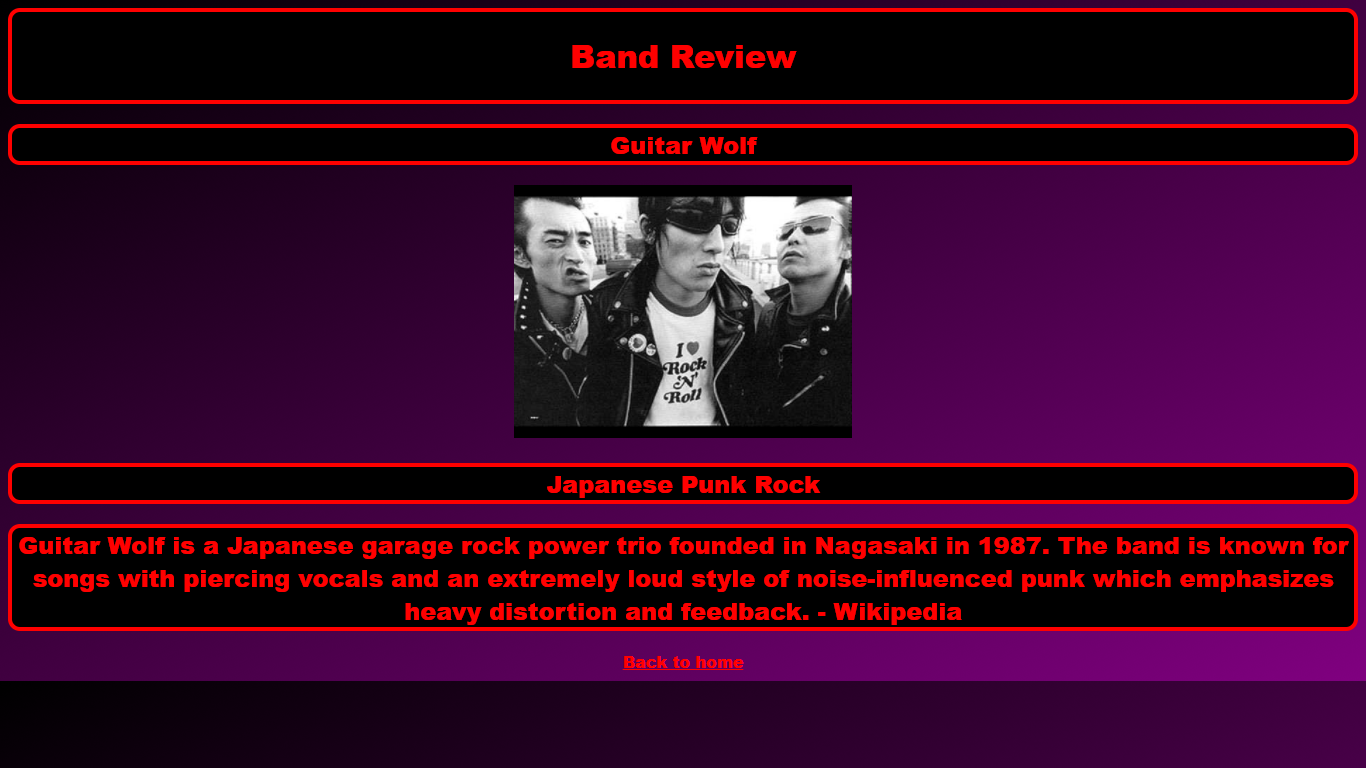 Band Review
Guitar Wolf
I ♥
Rock
'N'
Roll
Japanese Punk Rock
Guitar Wolf is a Japanese garage rock power trio founded in Nagasaki in 1987. The band is known for
songs with piercing vocals and an extremely loud style of noise-influenced punk which emphasizes
heavy distortion and feedback. - Wikipedia
Back to home